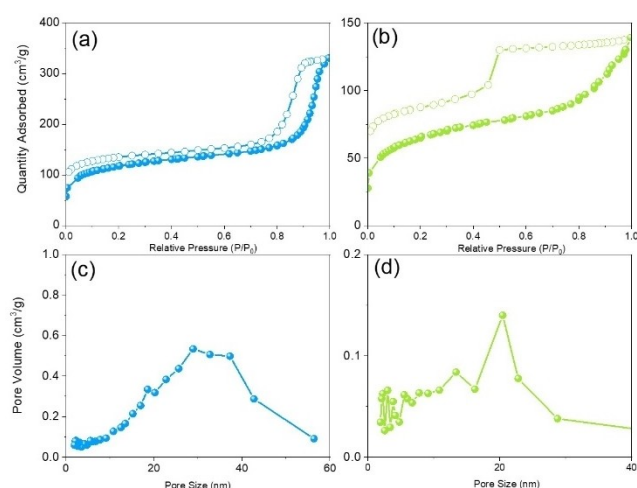 (a)
Quantity Adsorbed (cm³/g)
400
300
200
100
0
0.0 0.2 0.4 0.6 0.8 1.0
Relative Pressure (P/P₀)
(b)
150
100
50
0
0.0 0.2 0.4 0.6 0.8 1.0
Relative Pressure (P/P₀)
(c)
Pore Volume (cm³/g)
1.0
0.8
0.6
0.4
0.2
0.0
0 20 40 60
Pore Size (nm)
(d)
0.2
0.1
0.0
0 20 40
Pore Size (nm)